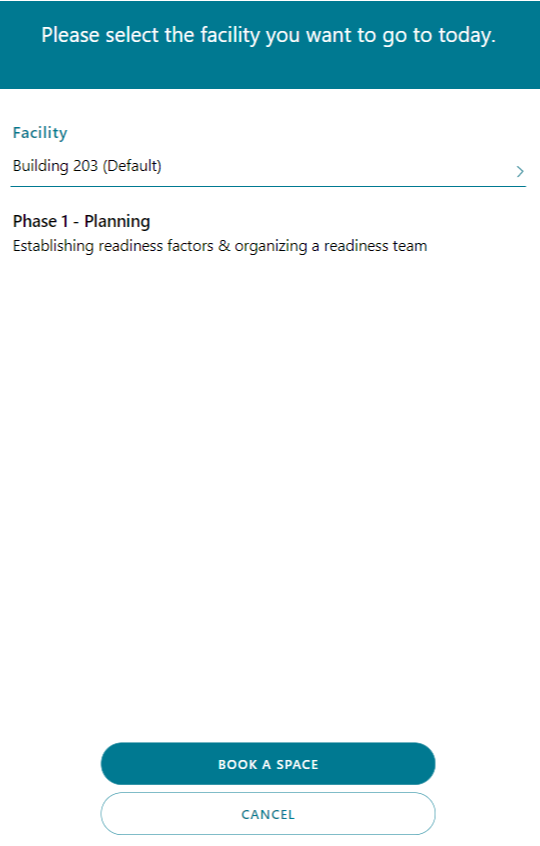 Please select the facility you want to go to today.
Facility
Building 203 (Default)
Phase 1 - Planning
Establishing readiness factors & organizing a readiness team
BOOK A SPACE
CANCEL